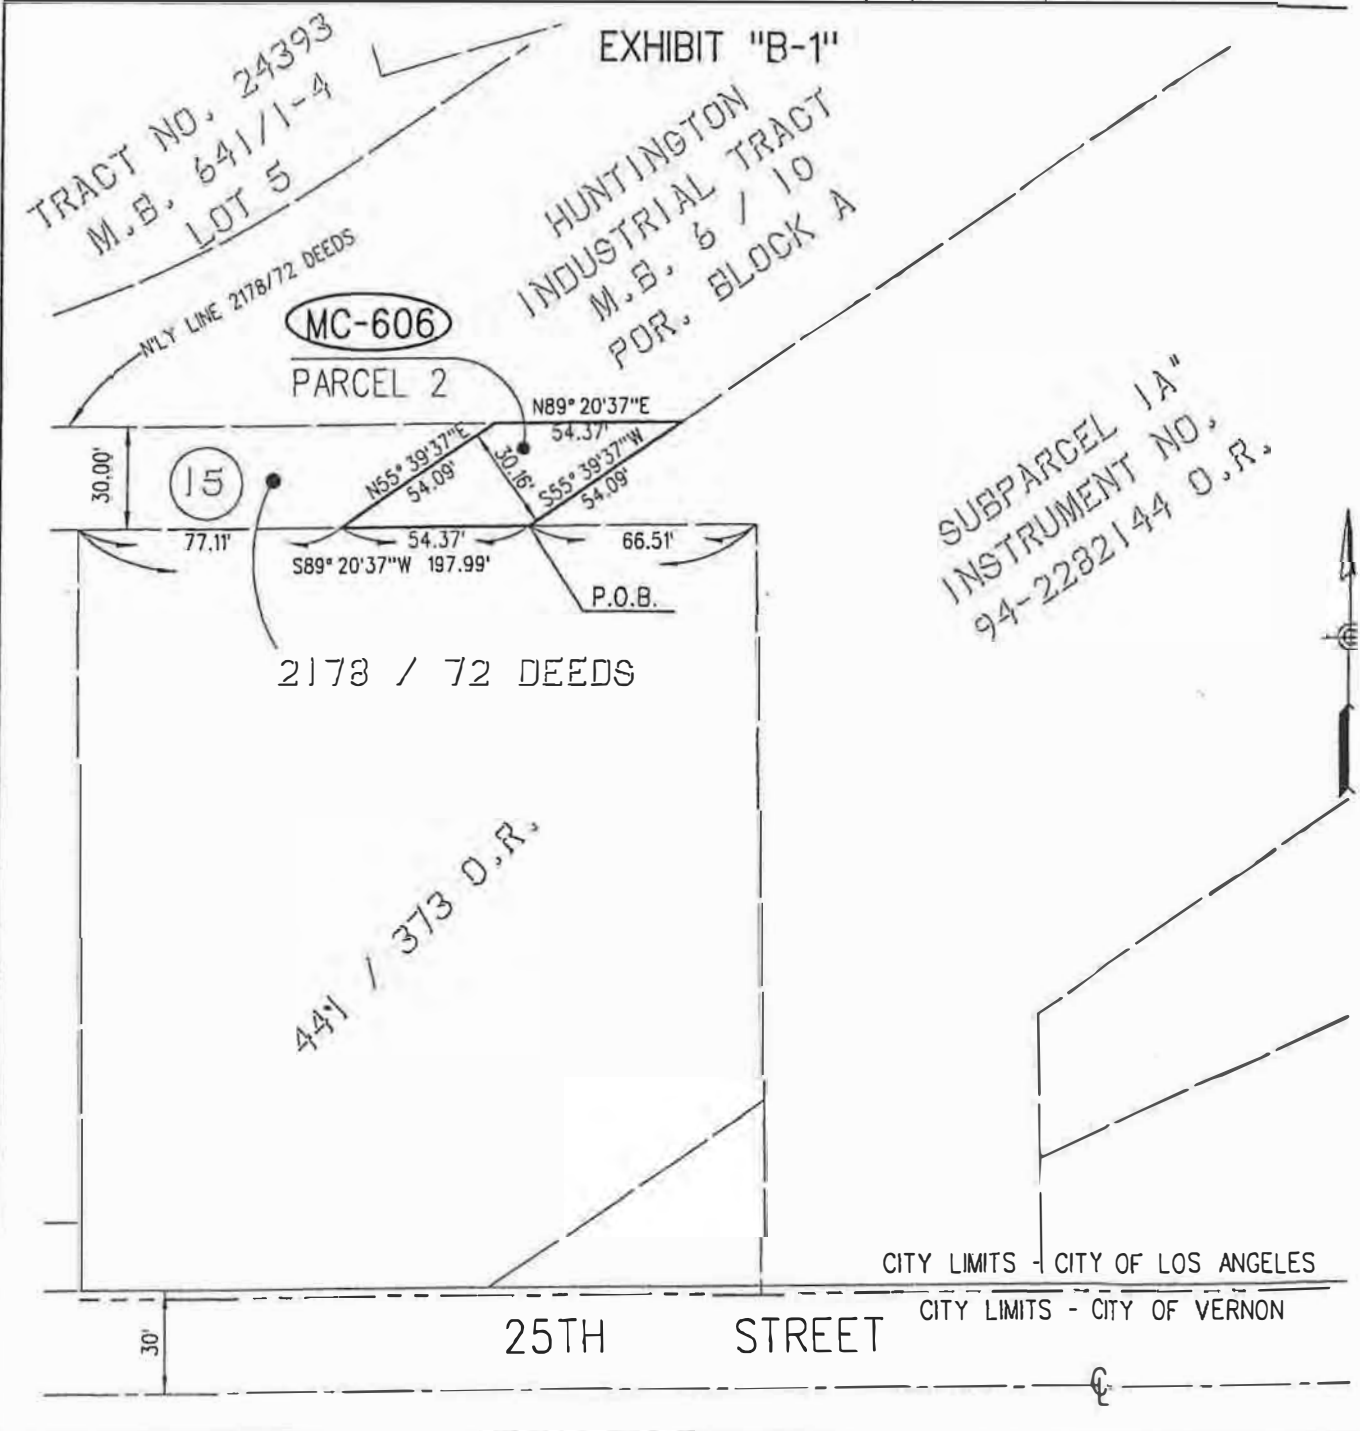 EXHIBIT "B-1"
TRACT NO. 24393
M.B. 641/1-4
LOT 5
HUNTINGTON
INDUSTRIAL TRACT
M.B. 6 / 10
POR. BLOCK A
N'LY LINE 2178/72 DEEDS
MC-606
PARCEL 2
N89° 20'37"E
54.37'
30.00'
15
N55° 39'37"E
54.09'
30.16'
S55° 39'37"W
54.09'
77.11'
54.37'
66.51'
S89° 20'37"W 197.99'
P.O.B.
2178 / 72 DEEDS
SUBPARCEL 1A"
INSTRUMENT NO.
94-2282144 O.R.
441 / 373 O.R.
CITY LIMITS - CITY OF LOS ANGELES
CITY LIMITS - CITY OF VERNON
25TH STREET
30'